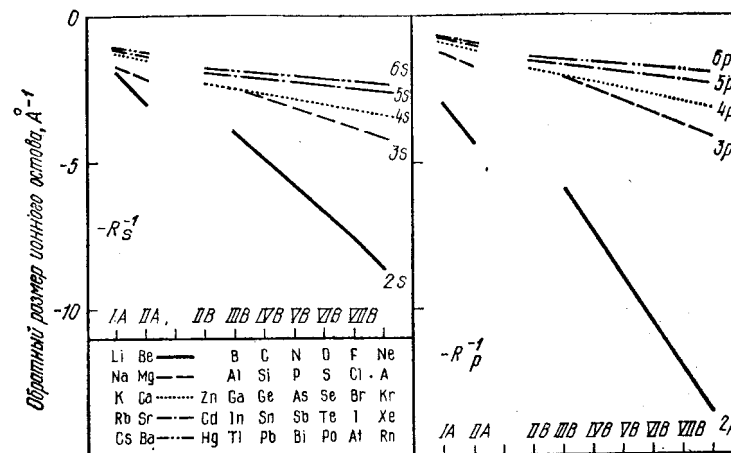 Обратный размер ионного остова, Å⁻¹
0
-5
-10
6s
5s
4s
3s
2s
-R_s⁻¹
IA IIA, IIB IIIB IVB VB VIB VIIB
Li Be B C N O F Ne
Na Mg Al Si P S Cl. A
K Ca Zn Ga Ge As Se Br Kr
Rb Sr Cd In Sn Sb Te I Xe
Cs Ba Hg Tl Pb Bi Po At Rn
6p
5p
4p
3p
-R_p⁻¹
2p
IA IIA IIB IIIB IVB VB VIB VIIB